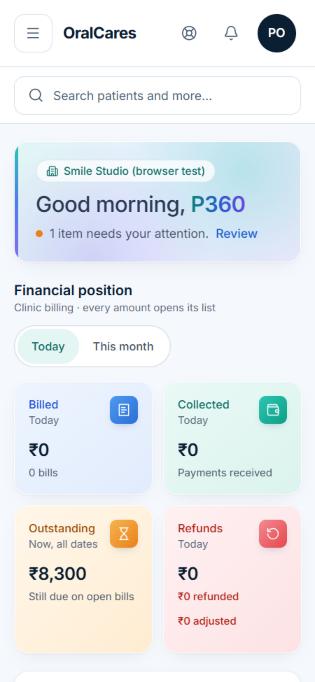 OralCares
PO
Search patients and more...
Smile Studio (browser test)
Good morning, P360
1 item needs your attention. Review
Financial position
Clinic billing · every amount opens its list
Today
This month
Billed
Today
₹0
0 bills
Collected
Today
₹0
Payments received
Outstanding
Now, all dates
₹8,300
Still due on open bills
Refunds
Today
₹0
₹0 refunded
₹0 adjusted